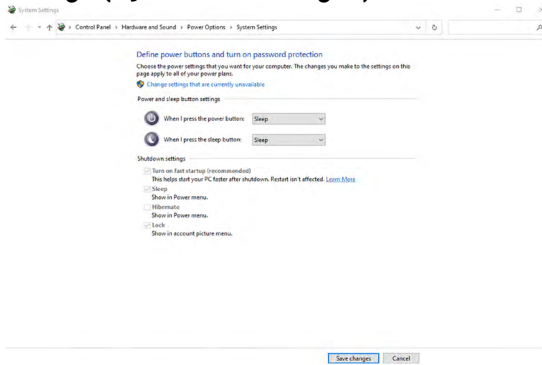 System Settings
Control Panel > Hardware and Sound > Power Options > System Settings
Define power buttons and turn on password protection
Choose the power settings that you want for your computer. The changes you make to the settings on this
page apply to all of your power plans.
Change settings that are currently unavailable
Power and sleep button settings
When I press the power button: Sleep
When I press the sleep button: Sleep
Shutdown settings
Turn on fast startup (recommended)
This helps start your PC faster after shutdown. Restart isn't affected. Learn More
Sleep
Show in Power menu.
Hibernate
Show in Power menu.
Lock
Show in account picture menu.
Save changes Cancel